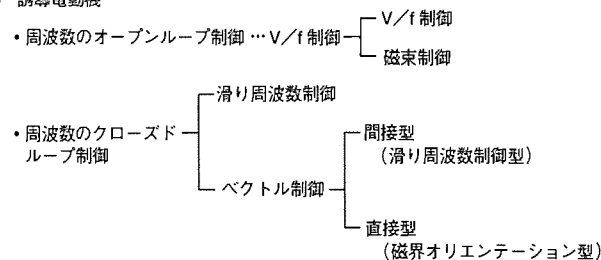 誘導電動機
V/f 制御
・周波数のオープンループ制御…V/f 制御
磁束制御
滑り周波数制御
・周波数のクローズド
ループ制御
間接型
(滑り周波数制御型)
ベクトル制御
直接型
(磁界オリエンテーション型)